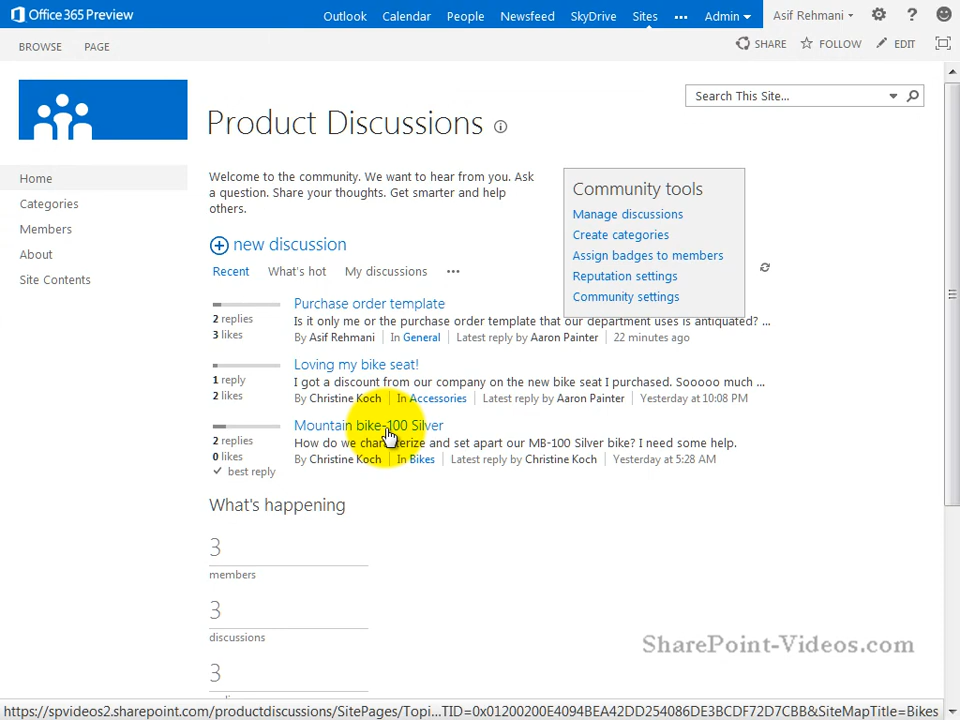 Office 365 Preview Outlook Calendar People Newsfeed SkyDrive Sites ••• Admin Asif Rehmani ?
BROWSE PAGE SHARE FOLLOW EDIT
Search This Site...
Product Discussions
Home
Categories
Members
About
Site Contents
Welcome to the community. We want to hear from you. Ask
a question. Share your thoughts. Get smarter and help
others.
Community tools
Manage discussions
Create categories
Assign badges to members
Reputation settings
Community settings
new discussion
Recent What's hot My discussions •••
Purchase order template
2 replies
3 likes
Is it only me or the purchase order template that our department uses is antiquated? ...
By Asif Rehmani In General Latest reply by Aaron Painter 22 minutes ago
Loving my bike seat!
1 reply
2 likes
I got a discount from our company on the new bike seat I purchased. Sooooo much ...
By Christine Koch In Accessories Latest reply by Aaron Painter Yesterday at 10:08 PM
Mountain bike-100 Silver
2 replies
0 likes
best reply
How do we characterize and set apart our MB-100 Silver bike? I need some help.
By Christine Koch In Bikes Latest reply by Christine Koch Yesterday at 5:28 AM
What's happening
3
members
3
discussions
3
SharePoint-Videos.com
https://spvideos2.sharepoint.com/productdiscussions/SitePages/Topi...TID=0x01200200E4094BEA42DD254086DE3BCDF72D7CBB&SiteMapTitle=Bikes